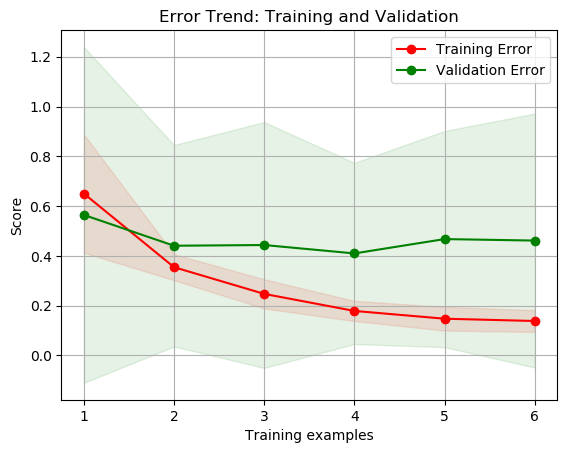 Error Trend: Training and Validation
Training Error
Validation Error
Score
1.2
1.0
0.8
0.6
0.4
0.2
0.0
1 2 3 4 5 6
Training examples